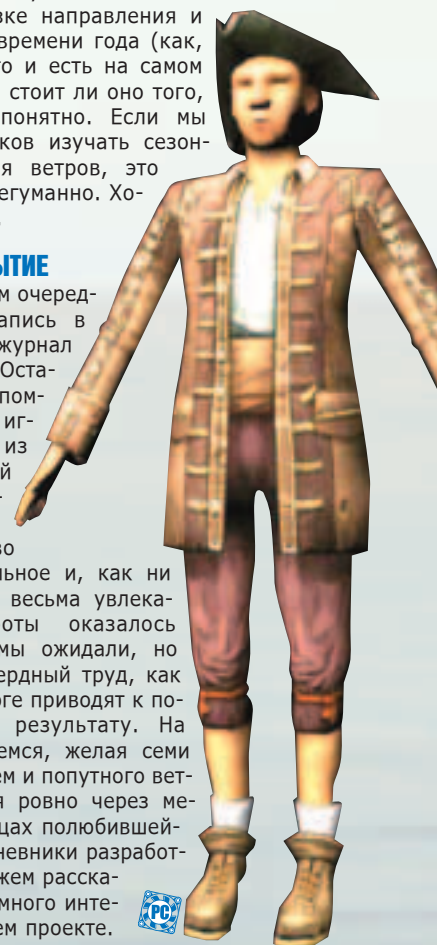 зке направления и
времени года (как,
го и есть на самом
стоит ли оно того,
понятно. Если мы
ков изучать сезон-
я ветров, это
егуманно. Хо-
ЫТИЕ
м очеред-
апись в
журнал
Оста-
пом-
иг-
из
й
-
во
льное и, как ни
весьма увлека-
оты оказалось
мы ожидали, но
ердный труд, как
оге приводят к по-
результату. На
емся, желая семи
ем и попутного вет-
я ровно через ме-
цах полюбившей-
невники разработ-
жем расска-
много инте-
ем проекте.
PC